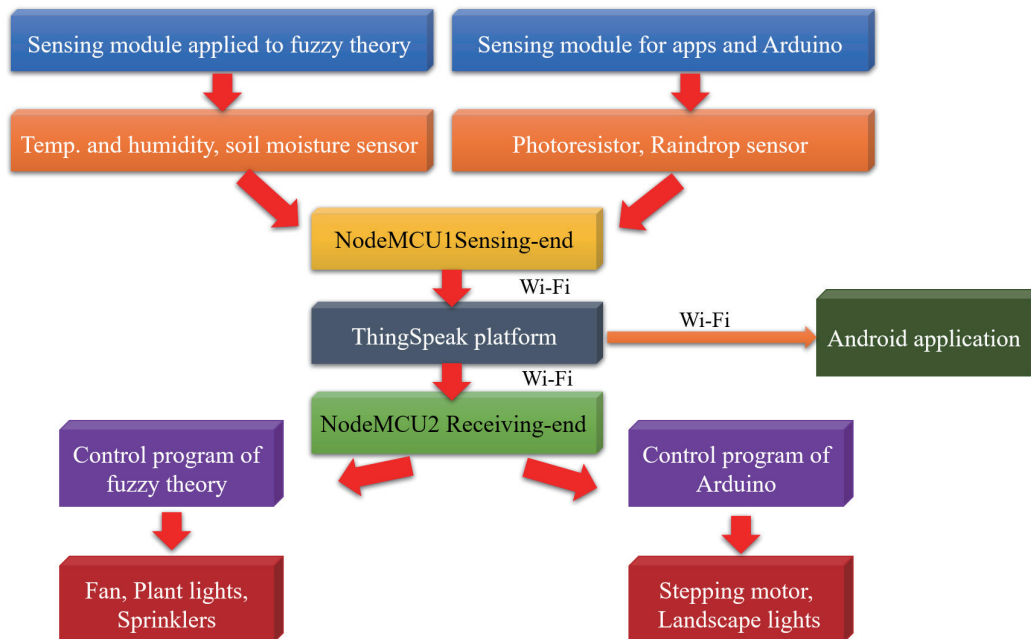 Sensing module applied to fuzzy theory
Sensing module for apps and Arduino
Temp. and humidity, soil moisture sensor
Photoresistor, Raindrop sensor
NodeMCU1Sensing-end
Wi-Fi
ThingSpeak platform
Wi-Fi
Android application
Wi-Fi
NodeMCU2 Receiving-end
Control program of
fuzzy theory
Control program of
Arduino
Fan, Plant lights,
Sprinklers
Stepping motor,
Landscape lights